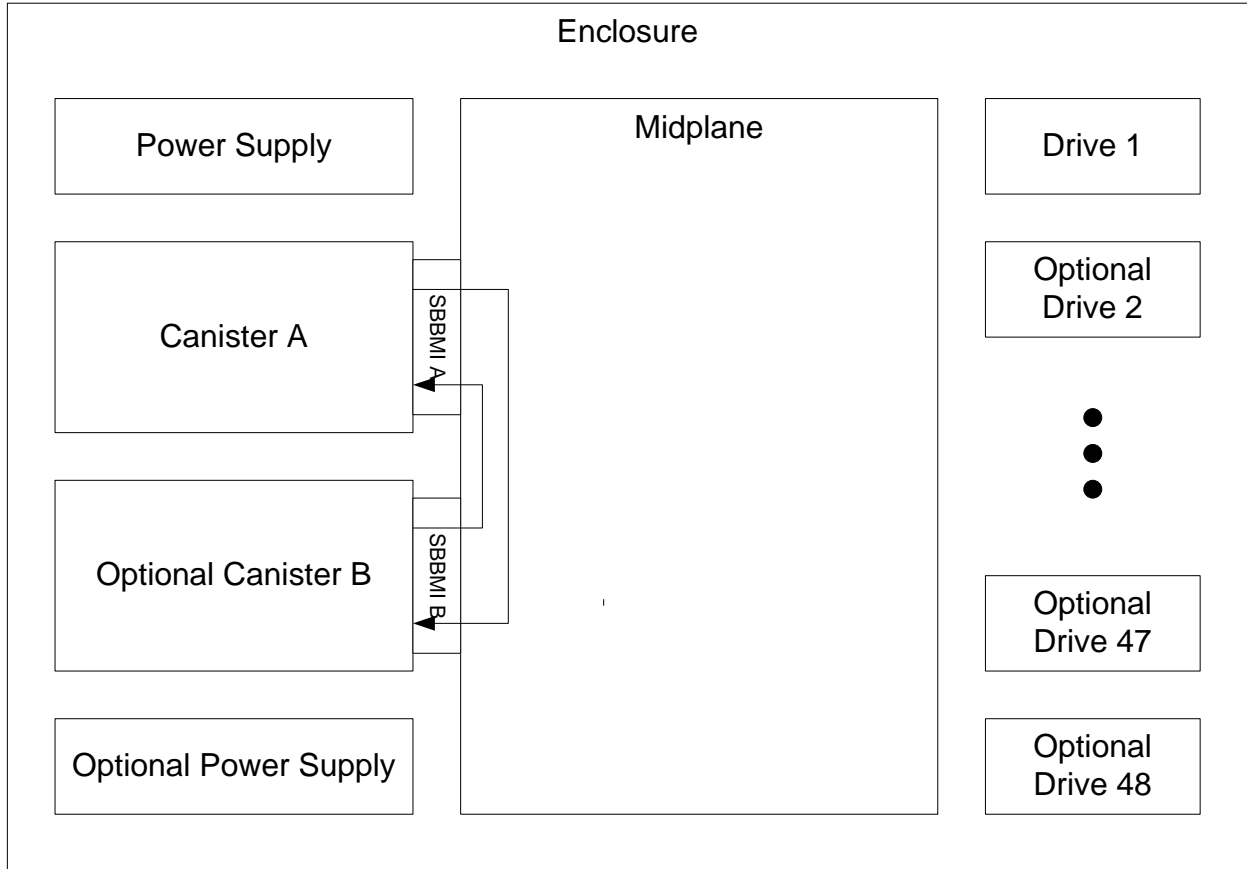 Enclosure
Power Supply
Midplane
Drive 1
Canister A
SBBMI A
Optional
Drive 2
Optional Canister B
SBBMI B
Optional
Drive 47
Optional Power Supply
Optional
Drive 48